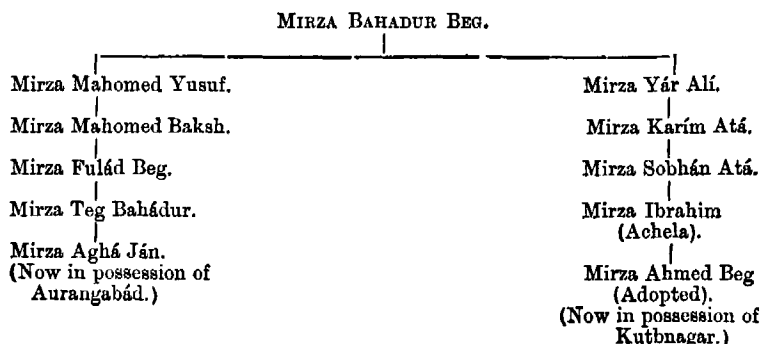 MIRZA BAHADUR BEG.
Mirza Mahomed Yusuf.
Mirza Mahomed Baksh.
Mirza Fulád Beg.
Mirza Teg Bahádur.
Mirza Aghá Ján.
(Now in possession of
Aurangabád.)
Mirza Yár Alí.
Mirza Karím Atá.
Mirza Sobhán Atá.
Mirza Ibrahim
(Achela).
Mirza Ahmed Beg
(Adopted).
(Now in possession of
Kutbnagar.)